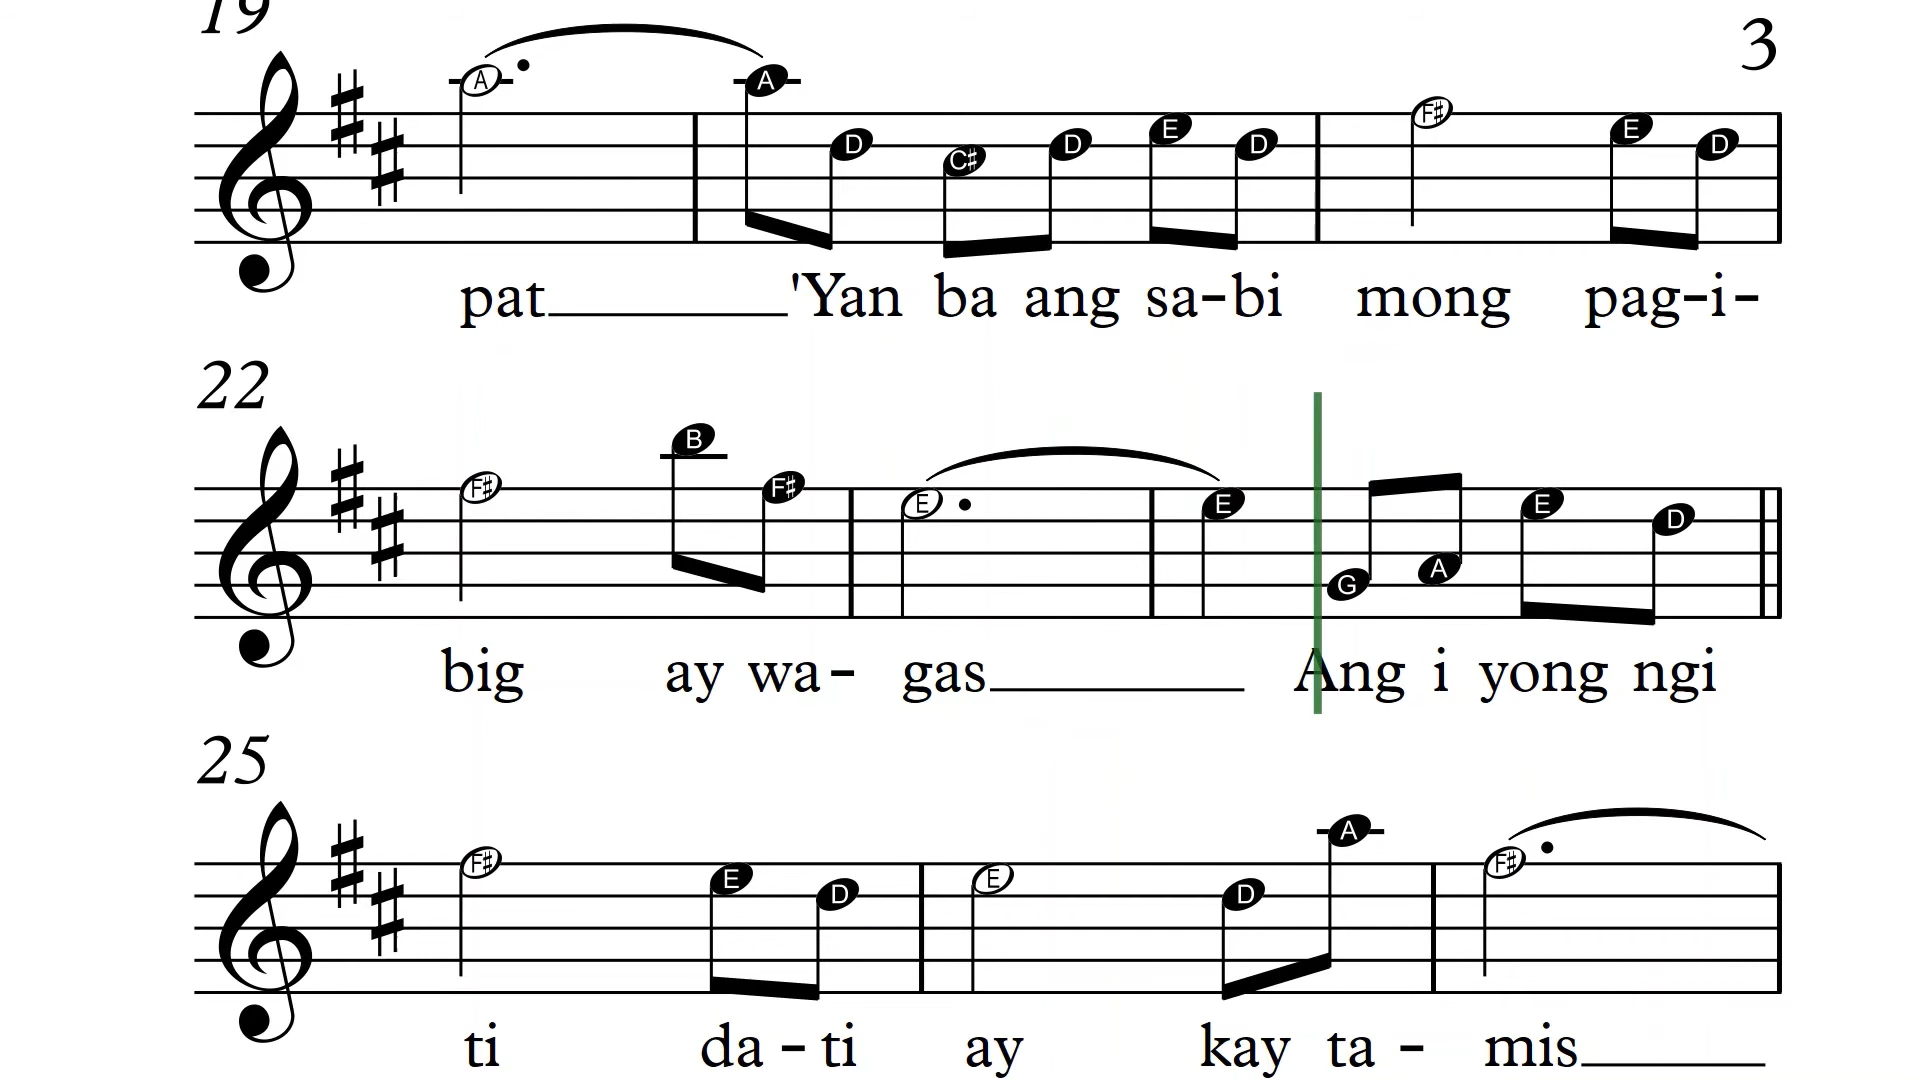 19
3
A A D C♯ D E D F♯ E D
pat 'Yan ba ang sa-bi mong pag-i-
22
F♯ B F♯ E E G A E D
big ay wa- gas Ang i yong ngi
25
F♯ E D E D A F♯
ti da-ti ay kay ta- mis